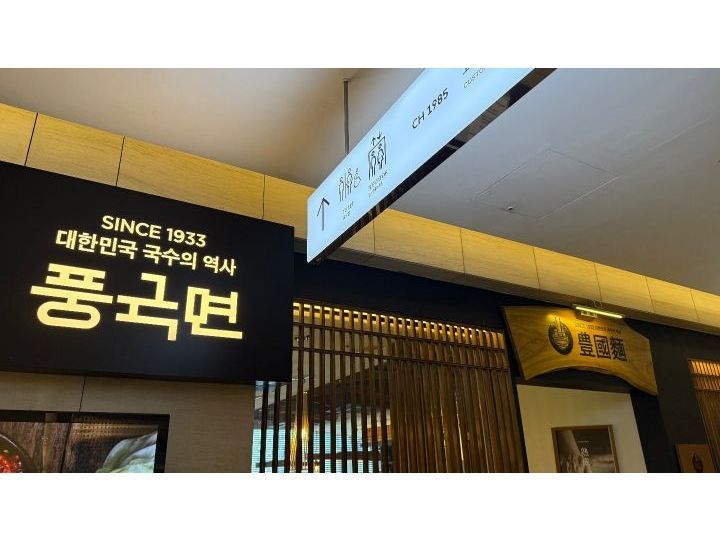 SINCE 1933
대한민국 국수의 역사
풍국면
CH 1985
豊國麵